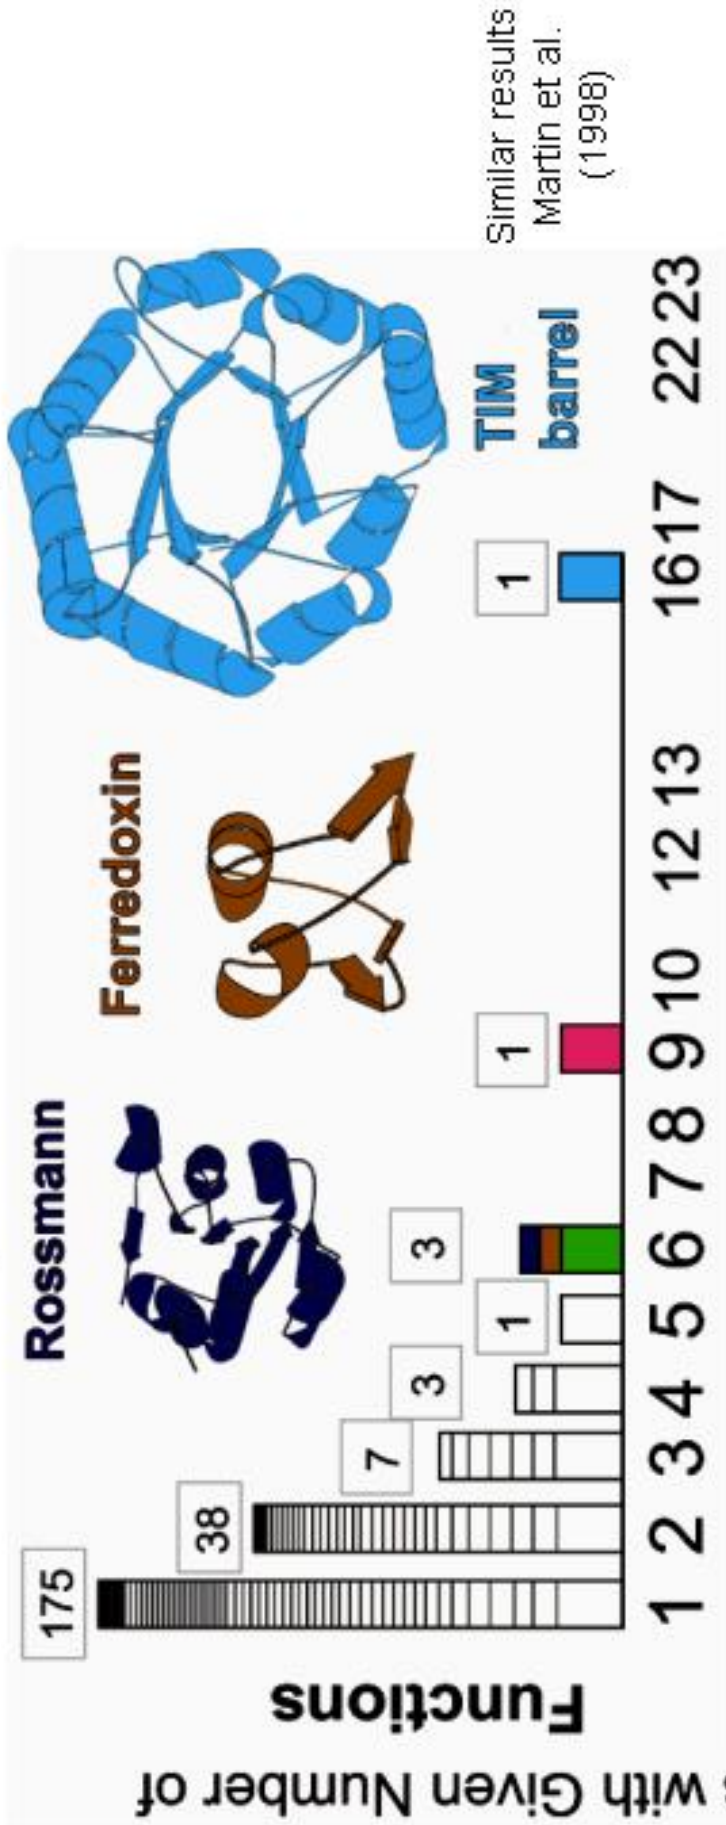 with Given Number of
Functions
175
38
7
3
1
3
1
1
Rossmann
Ferredoxin
TIM
barrel
Similar results
Martin et al.
(1998)
1 2 3 4 5 6 7 8 9 10 12 13 16 17 22 23